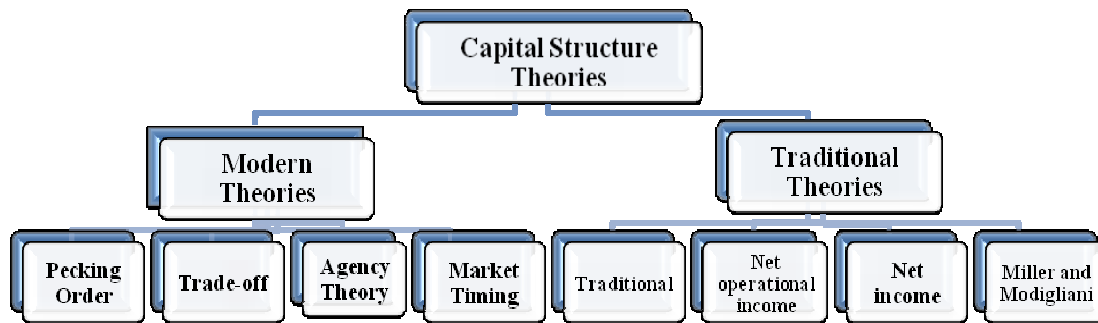 Capital Structure
Theories
Modern
Theories
Traditional
Theories
Pecking
Order
Trade-off
Agency
Theory
Market
Timing
Traditional
Net
operational
income
Net
income
Miller and
Modigliani